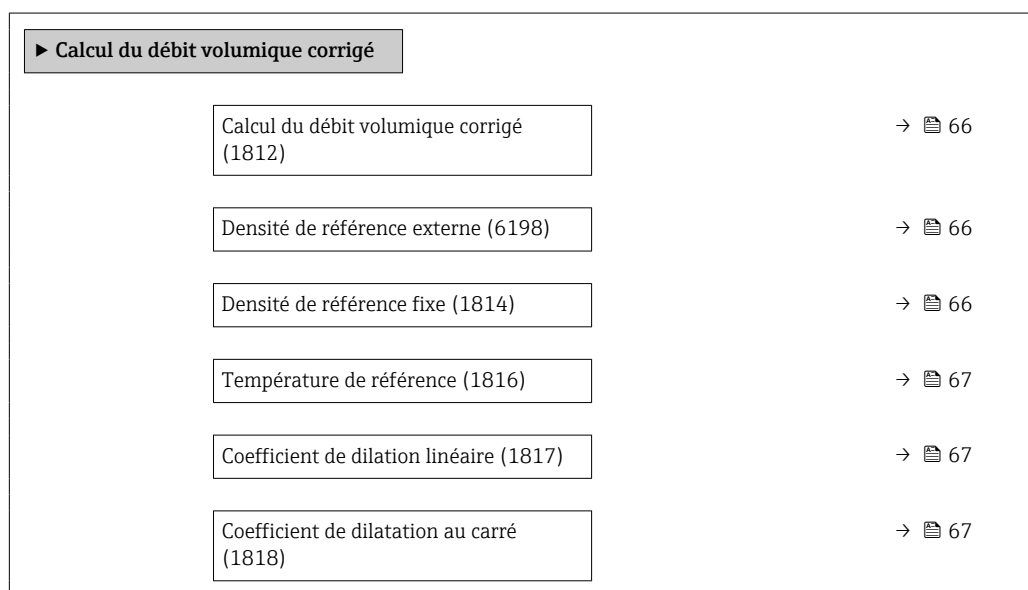 ▶ Calcul du débit volumique corrigé
Calcul du débit volumique corrigé → 66
(1812)
Densité de référence externe (6198) → 66
Densité de référence fixe (1814) → 66
Température de référence (1816) → 67
Coefficient de dilation linéaire (1817) → 67
Coefficient de dilatation au carré → 67
(1818)